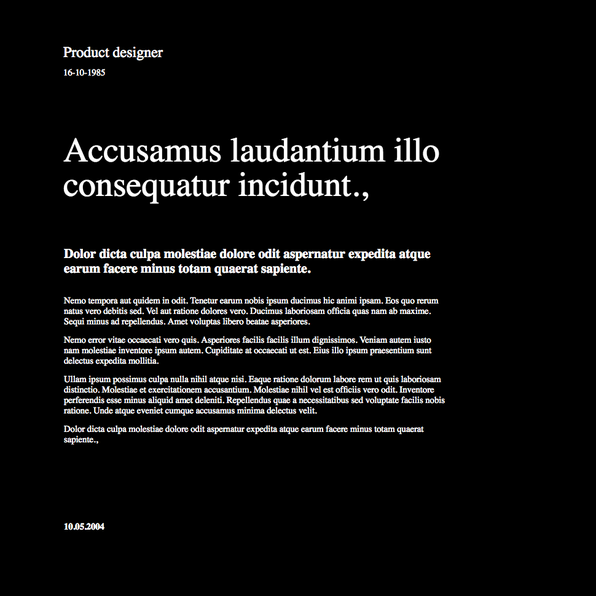 Product designer
16-10-1985
Accusamus laudantium illo
consequatur incidunt.,
Dolor dicta culpa molestiae dolore odit aspernatur expedita atque
earum facere minus totam quaerat sapiente.
Nemo tempora aut quidem in odit. Tenetur earum nobis ipsum ducimus hic animi ipsam. Eos quo rerum
natus vero debitis sed. Vel aut ratione dolores vero. Ducimus laboriosam officia quas nam ab maxime.
Sequi minus ad repellendus. Amet voluptas libero beatae asperiores.
Nemo error vitae occaecati vero quis. Asperiores facilis facilis illum dignissimos. Veniam autem iusto
nam molestiae inventore ipsum autem. Cupiditate at occaecati ut est. Eius illo ipsum praesentium sunt
delectus expedita mollitia.
Ullam ipsum possimus culpa nulla nihil atque nisi. Eaque ratione dolorum labore rem ut quis laboriosam
distinctio. Molestiae et exercitationem accusantium. Molestiae nihil vel est officiis vero odit. Inventore
perferendis esse minus aliquid amet deleniti. Repellendus quae a necessitatibus sed voluptate facilis nobis
ratione. Unde atque eveniet cumque accusamus minima delectus velit.
Dolor dicta culpa molestiae dolore odit aspernatur expedita atque earum facere minus totam quaerat
sapiente.,
10.05.2004